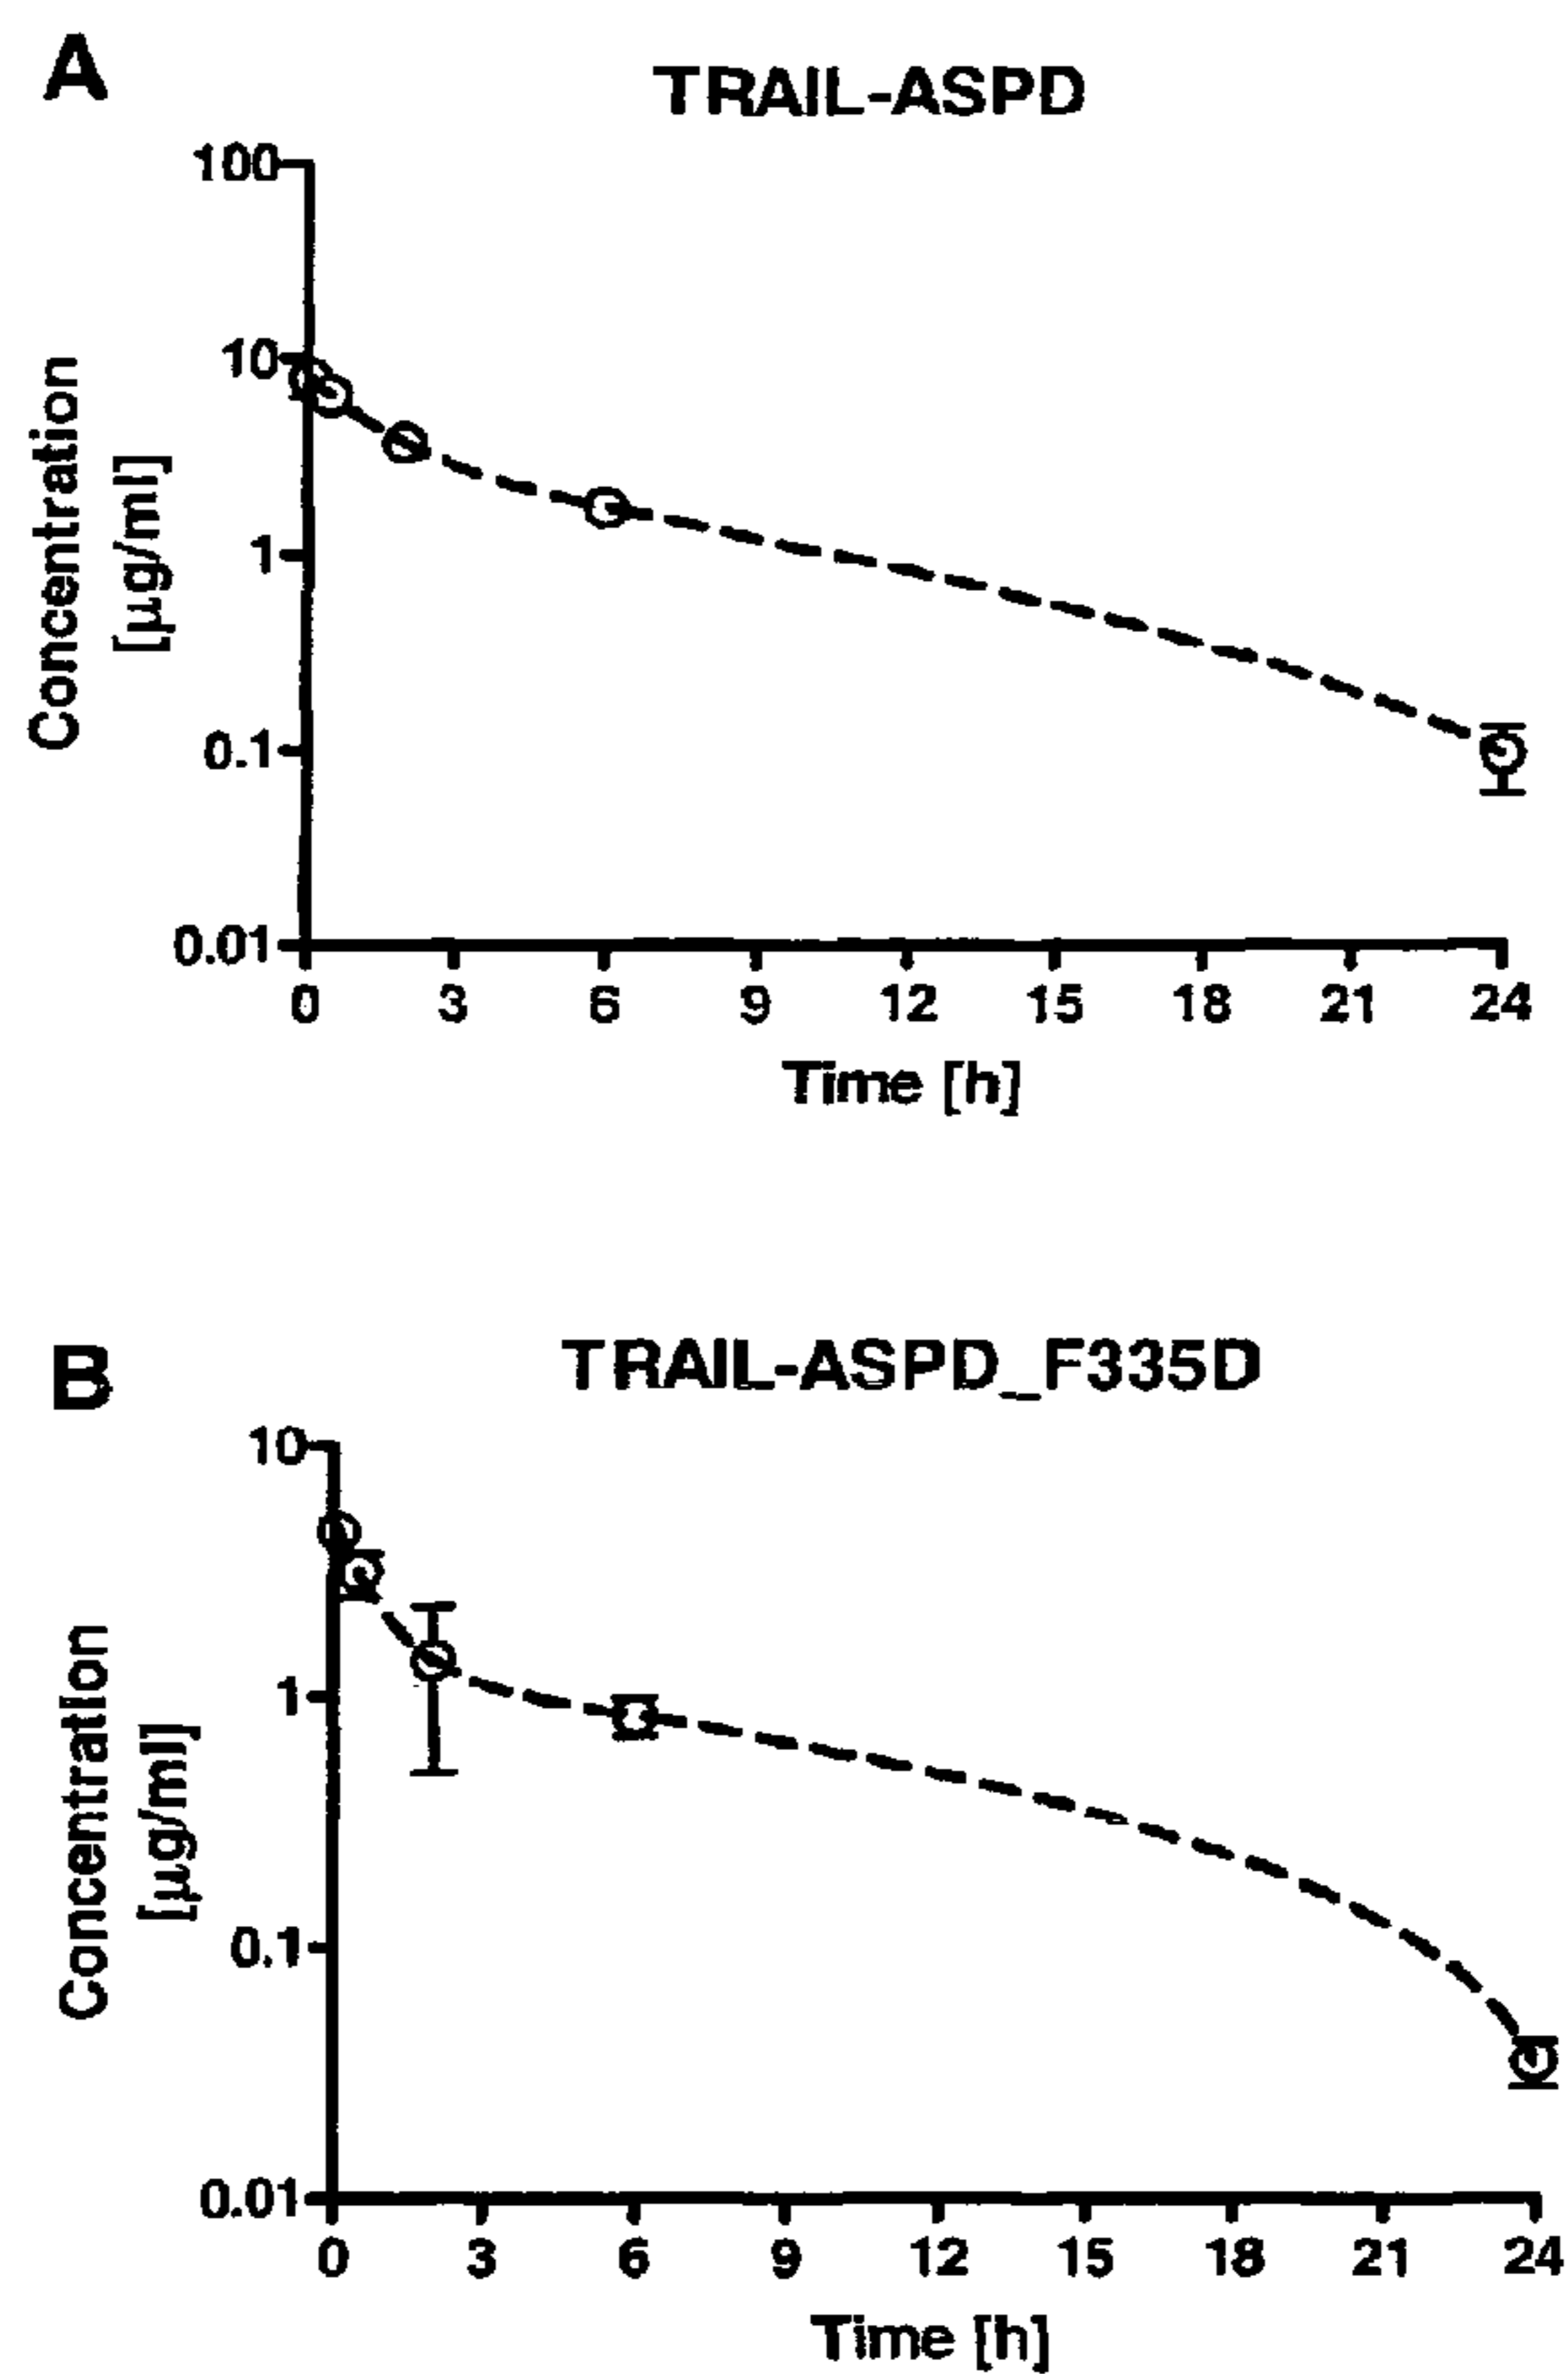 A
TRAIL-ASPD
100
10
1
0.1
0.01
Concentration
[µg/ml]
0 3 6 9 12 15 18 21 24
Time [h]
B
TRAIL-ASPD_F335D
10
1
0.1
0.01
Concentration
[µg/ml]
0 3 6 9 12 15 18 21 24
Time [h]